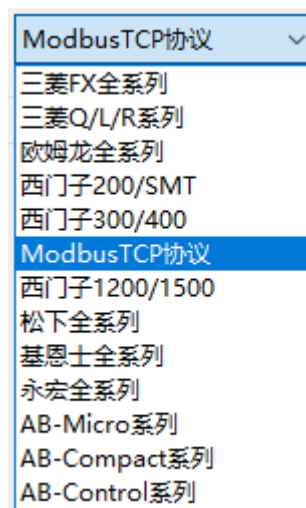 ModbusTCP协议
三菱FX全系列
三菱Q/L/R系列
欧姆龙全系列
西门子200/SMT
西门子300/400
ModbusTCP协议
西门子1200/1500
松下全系列
基恩士全系列
永宏全系列
AB-Micro系列
AB-Compact系列
AB-Control系列